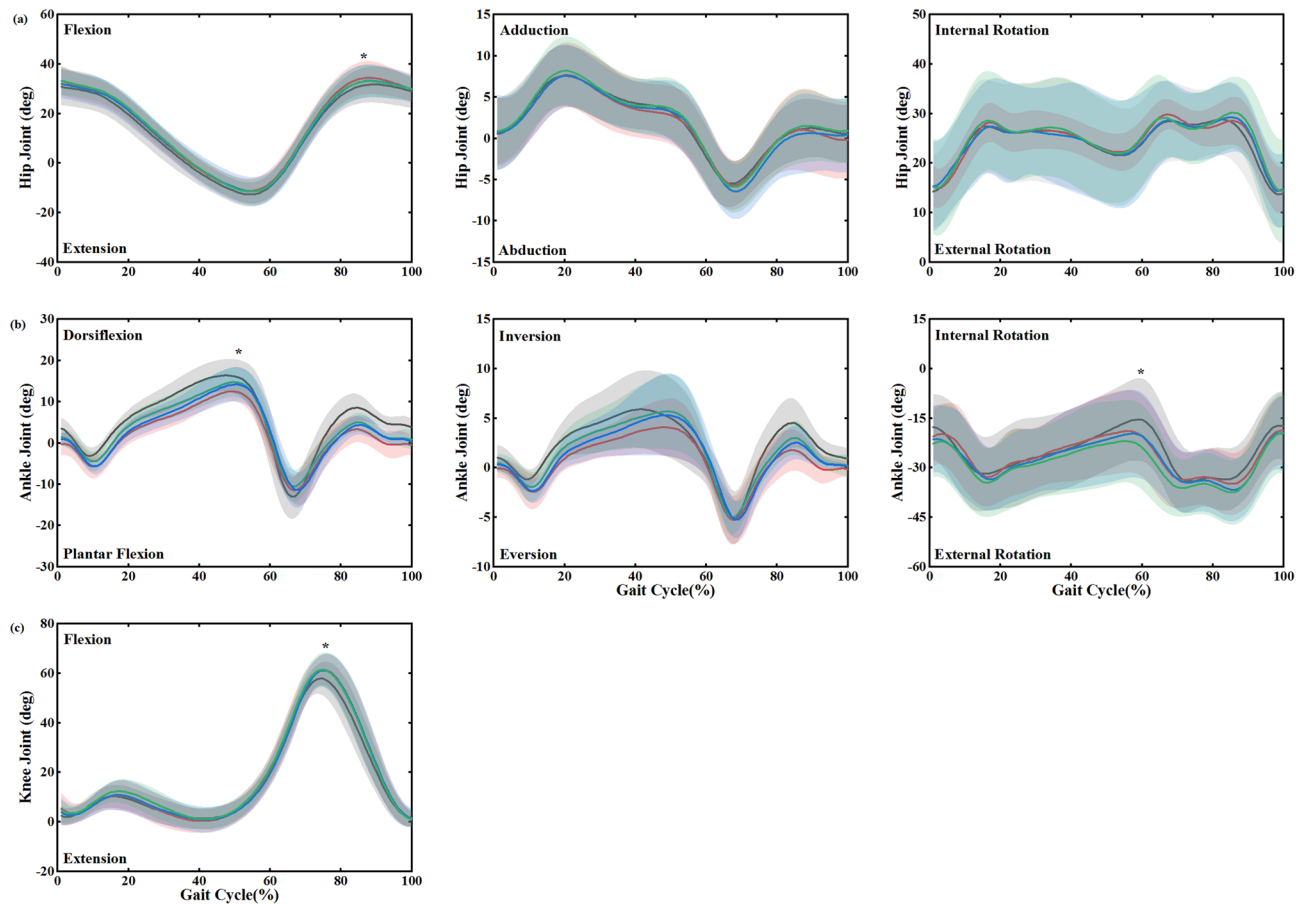 (a)
60
40
20
0
-20
-40
Hip Joint (deg)
Flexion
*
Extension
0 20 40 60 80 100
15
10
5
0
-5
-10
-15
Hip Joint (deg)
Adduction
Abduction
0 20 40 60 80 100
50
40
30
20
10
0
Hip Joint (deg)
Internal Rotation
External Rotation
0 20 40 60 80 100
(b)
30
20
10
0
-10
-20
-30
Ankle Joint (deg)
Dorsiflexion
*
Plantar Flexion
0 20 40 60 80 100
15
10
5
0
-5
-10
Ankle Joint (deg)
Inversion
Eversion
0 20 40 60 80 100
Gait Cycle(%)
15
0
-15
-30
-45
-60
Ankle Joint (deg)
Internal Rotation
*
External Rotation
0 20 40 60 80 100
Gait Cycle(%)
(c)
80
60
40
20
0
-20
Knee Joint (deg)
Flexion
*
Extension
0 20 40 60 80 100
Gait Cycle(%)